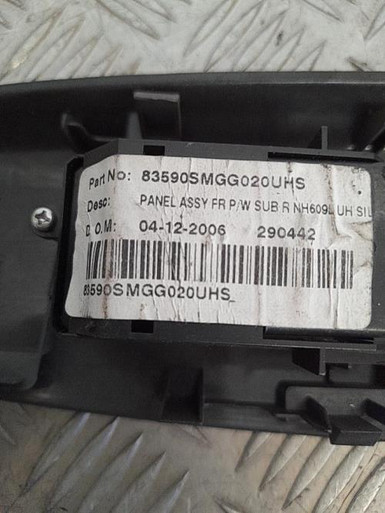 Part No: 83590SMGG020UHS
Desc: PANEL ASSY FR P/W SUB R NH609L UH SIL
D.O.M: 04-12-2006 290442
83590SMGG020UHS